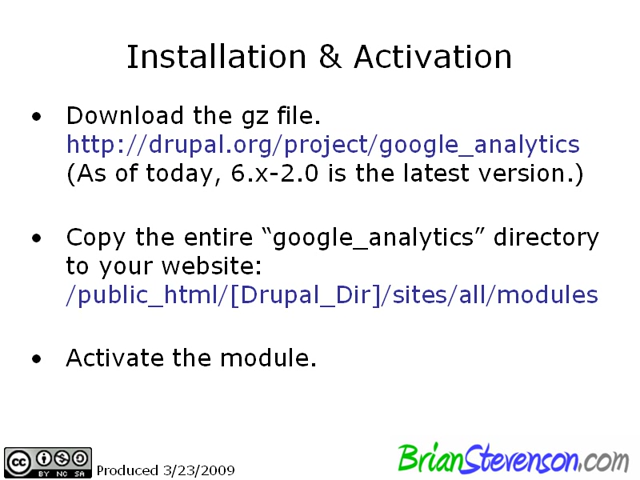 Installation & Activation
• Download the gz file.
http://drupal.org/project/google_analytics
(As of today, 6.x-2.0 is the latest version.)
• Copy the entire “google_analytics” directory
to your website:
/public_html/[Drupal_Dir]/sites/all/modules
• Activate the module.
cc
BY NC SA
Produced 3/23/2009
BrianStevenson.com